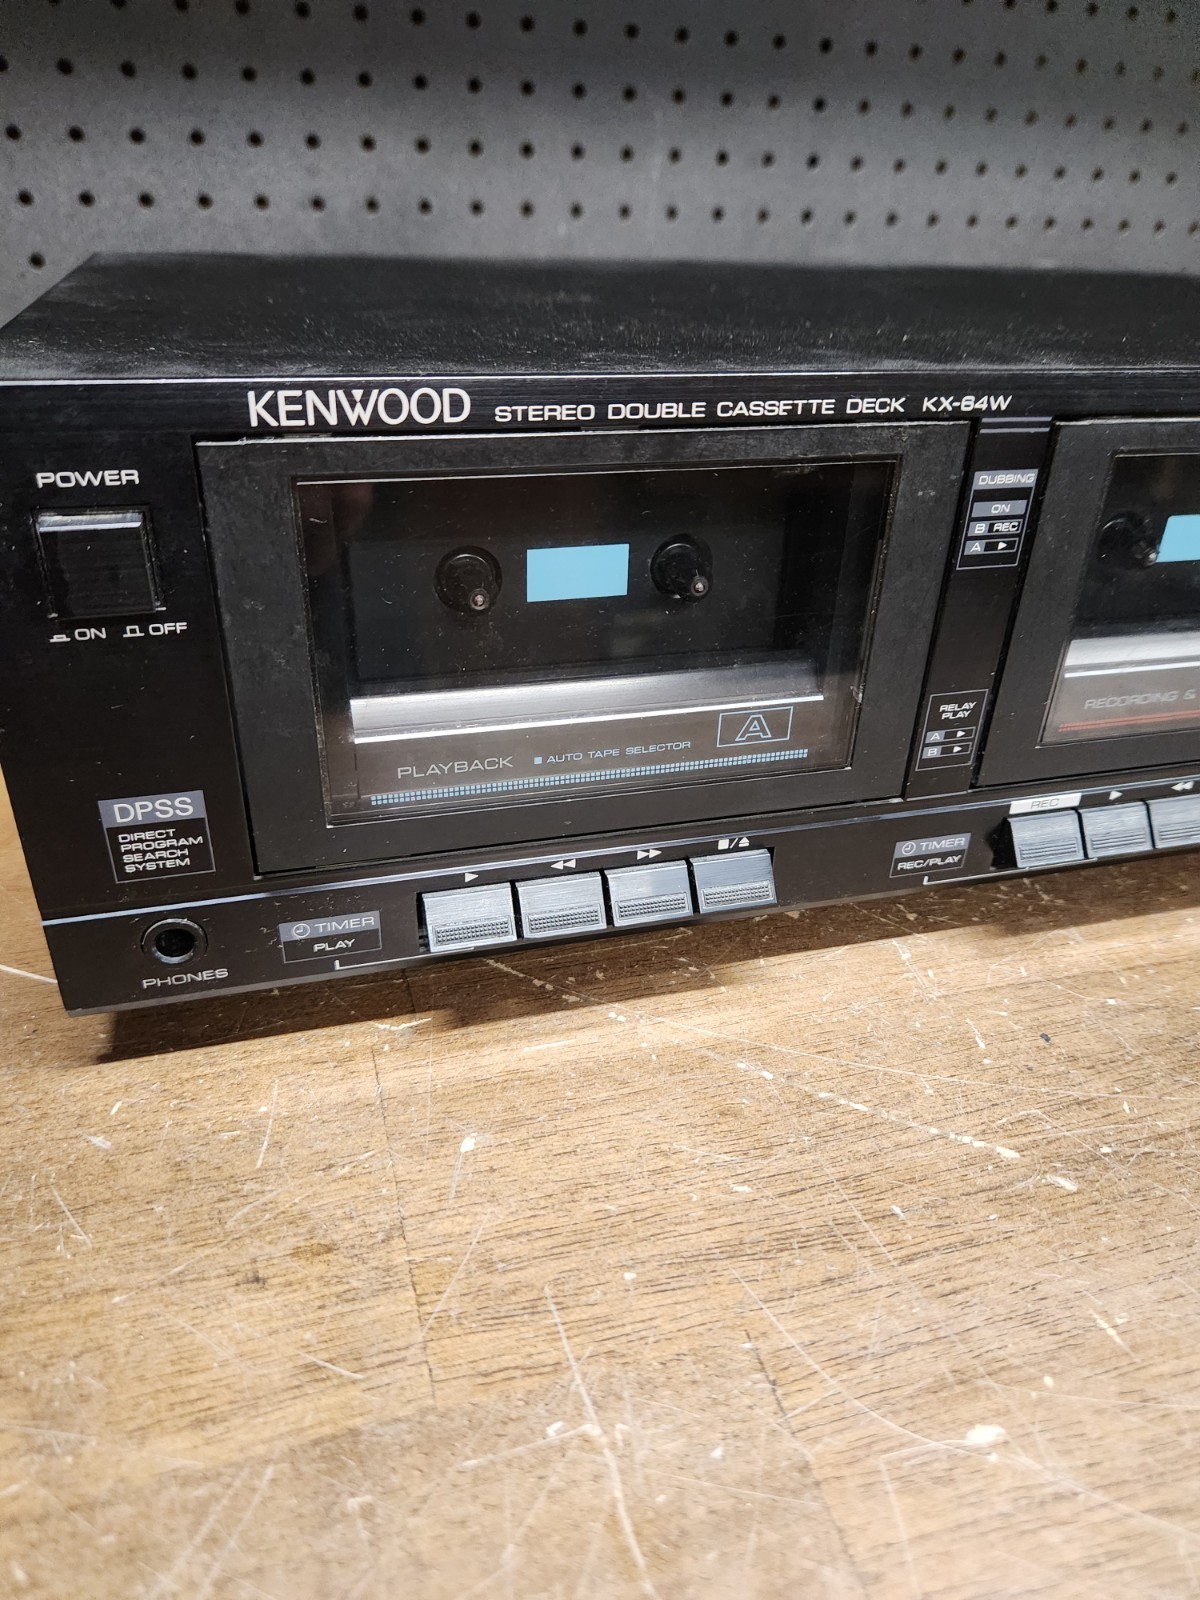 KENWOOD STEREO DOUBLE CASSETTE DECK KX-64W
POWER
ON OFF
DPSS
DIRECT
PROGRAM
SEARCH
SYSTEM
PHONES
TIMER
PLAY
PLAYBACK AUTO TAPE SELECTOR A
DUBBING
ON
B REC
A
RELAY
PLAY
A
B
TIMER
REC/PLAY
REC
RECORDING &